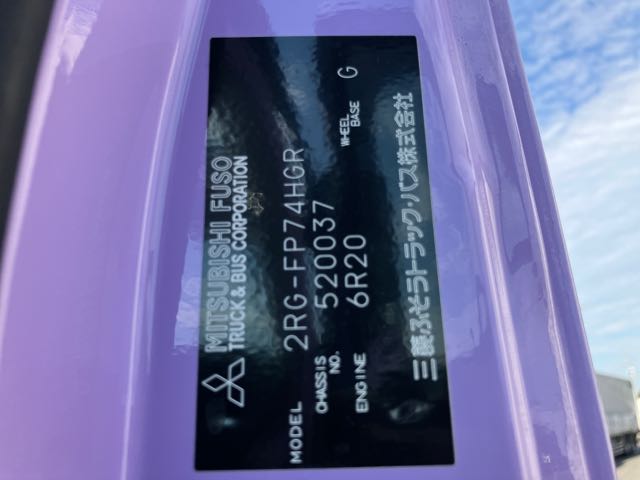 MITSUBISHI FUSO
TRUCK & BUS CORPORATION
MODEL 2RG-FP74HGR
CHASSIS NO. 520037
ENGINE 6R20 WHEEL BASE G
三菱ふそうトラック・バス株式会社